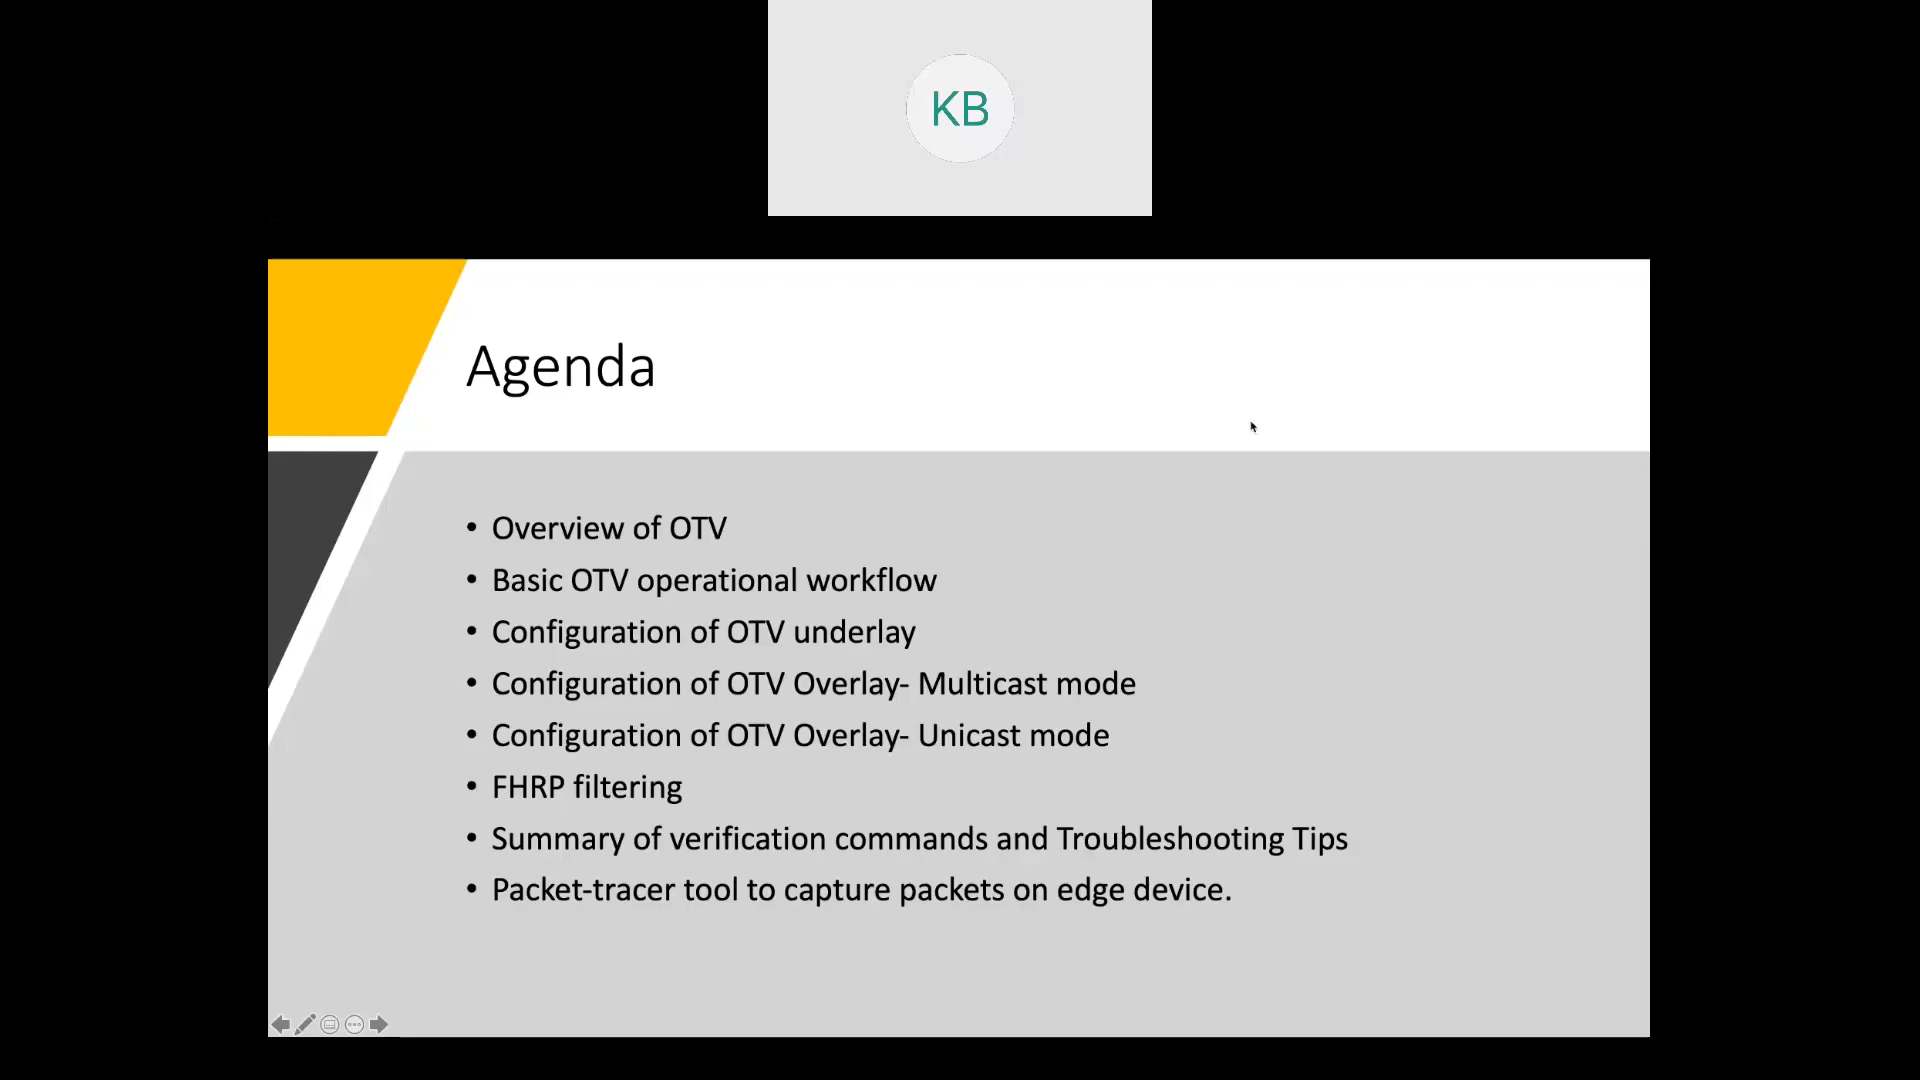 KB
Agenda
• Overview of OTV
• Basic OTV operational workflow
• Configuration of OTV underlay
• Configuration of OTV Overlay- Multicast mode
• Configuration of OTV Overlay- Unicast mode
• FHRP filtering
• Summary of verification commands and Troubleshooting Tips
• Packet-tracer tool to capture packets on edge device.